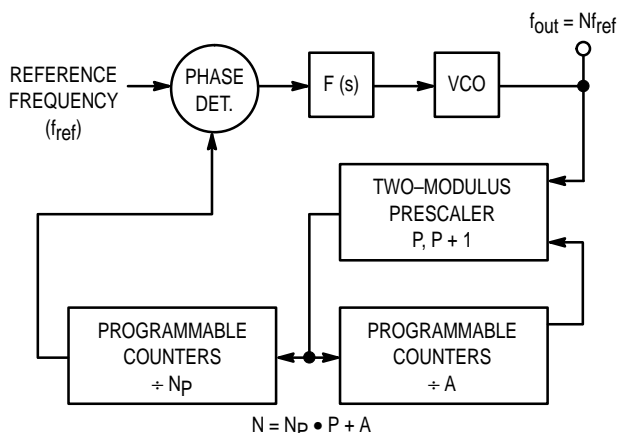 fout = Nfref
REFERENCE
FREQUENCY
(fref)
PHASE
DET.
F (s)
VCO
TWO–MODULUS
PRESCALER
P, P + 1
PROGRAMMABLE
COUNTERS
÷ NP
PROGRAMMABLE
COUNTERS
÷ A
N = NP • P + A